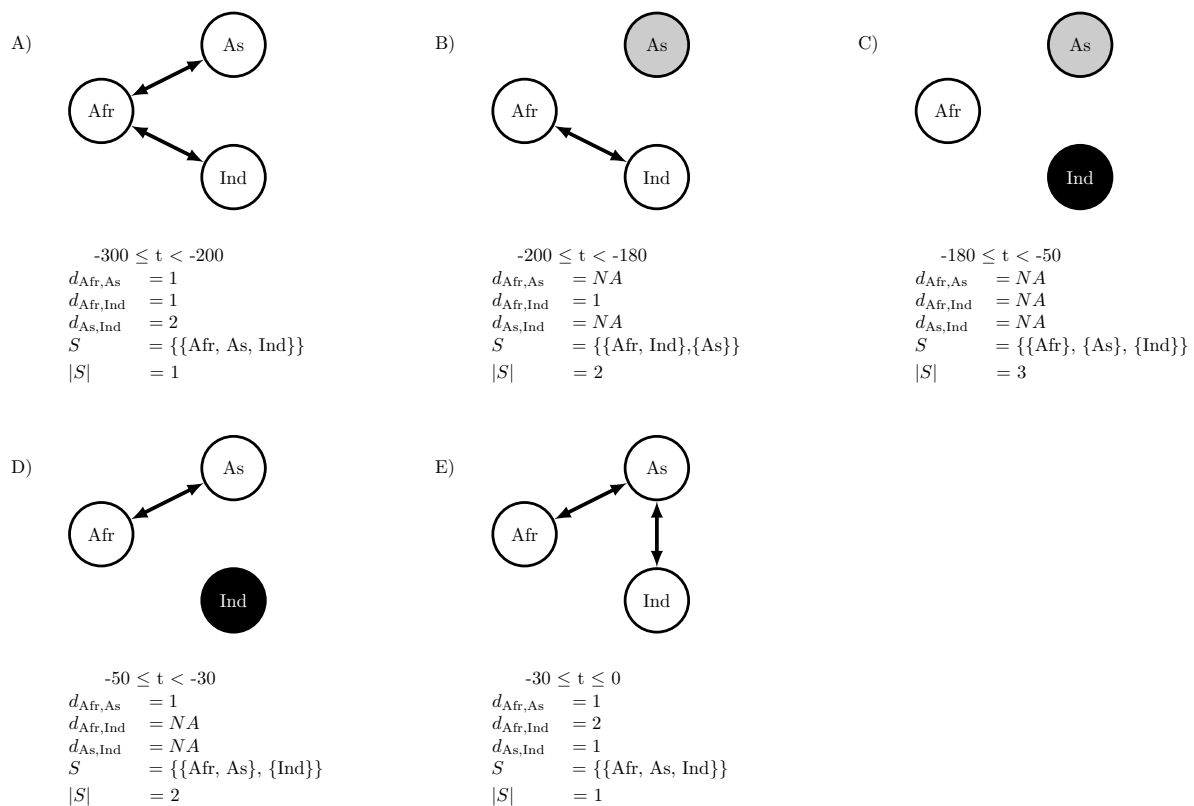 A)
As
Afr
Ind
-300 ≤ t < -200
d_Afr,As = 1
d_Afr,Ind = 1
d_As,Ind = 2
S = {{Afr, As, Ind}}
|S| = 1
B)
As
Afr
Ind
-200 ≤ t < -180
d_Afr,As = NA
d_Afr,Ind = 1
d_As,Ind = NA
S = {{Afr, Ind},{As}}
|S| = 2
C)
As
Afr
Ind
-180 ≤ t < -50
d_Afr,As = NA
d_Afr,Ind = NA
d_As,Ind = NA
S = {{Afr}, {As}, {Ind}}
|S| = 3
D)
As
Afr
Ind
-50 ≤ t < -30
d_Afr,As = 1
d_Afr,Ind = NA
d_As,Ind = NA
S = {{Afr, As}, {Ind}}
|S| = 2
E)
As
Afr
Ind
-30 ≤ t ≤ 0
d_Afr,As = 1
d_Afr,Ind = 2
d_As,Ind = 1
S = {{Afr, As, Ind}}
|S| = 1